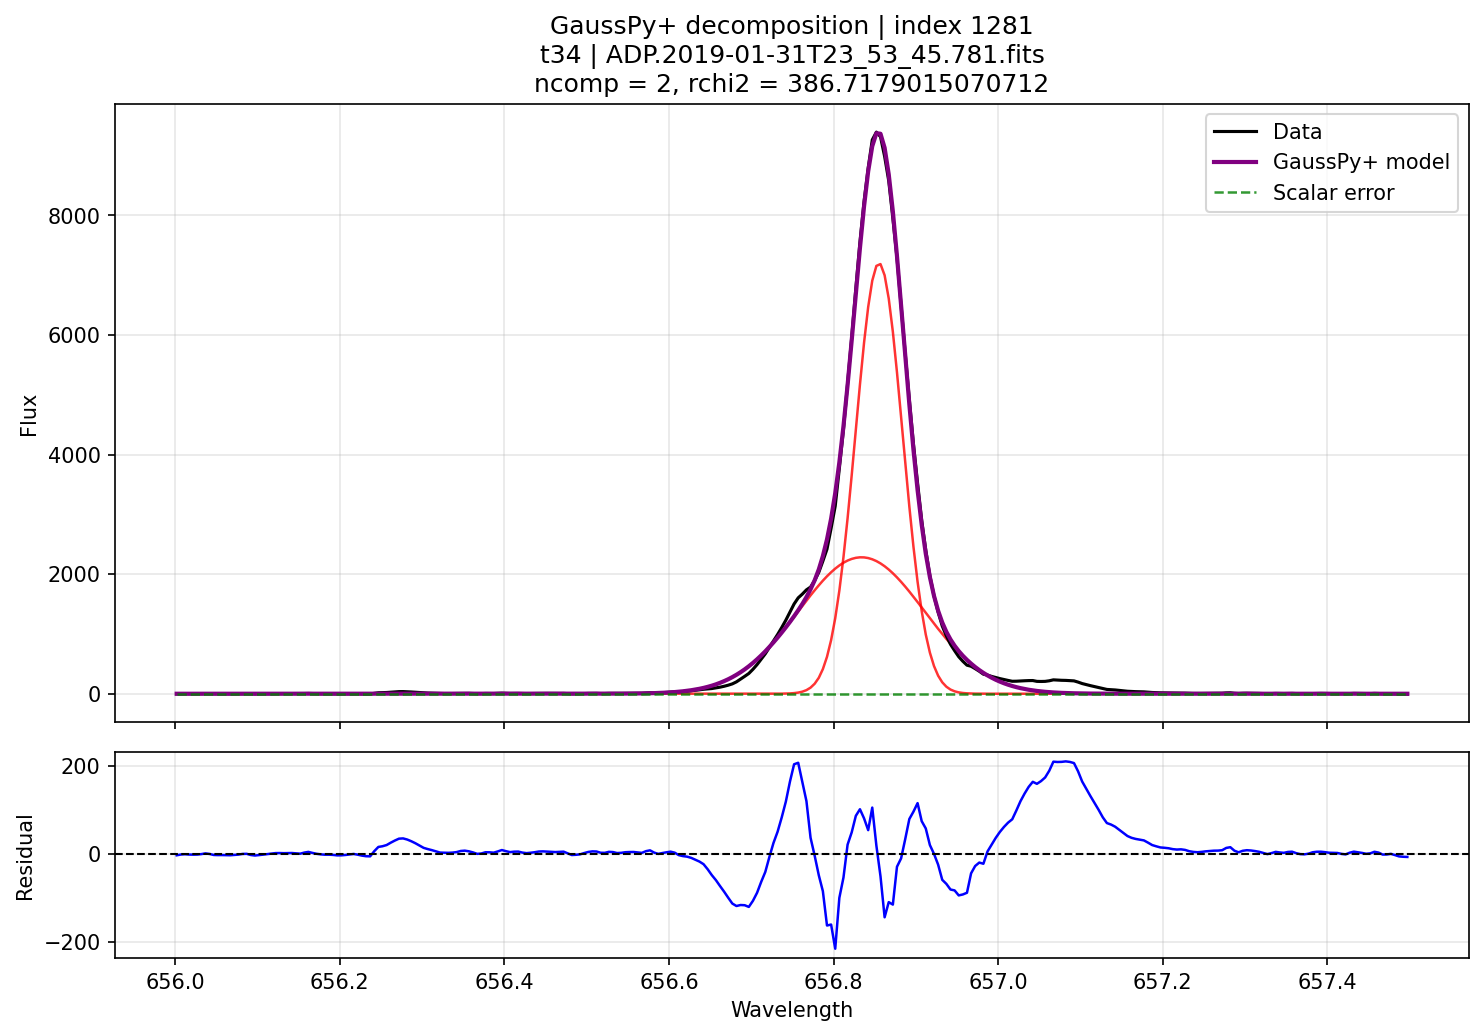 GaussPy+ decomposition | index 1281
t34 | ADP.2019-01-31T23_53_45.781.fits
ncomp = 2, rchi2 = 386.7179015070712
Data
GaussPy+ model
Scalar error
8000
6000
4000
2000
0
Flux
200
0
−200
Residual
656.0
656.2
656.4
656.6
656.8
657.0
657.2
657.4
Wavelength